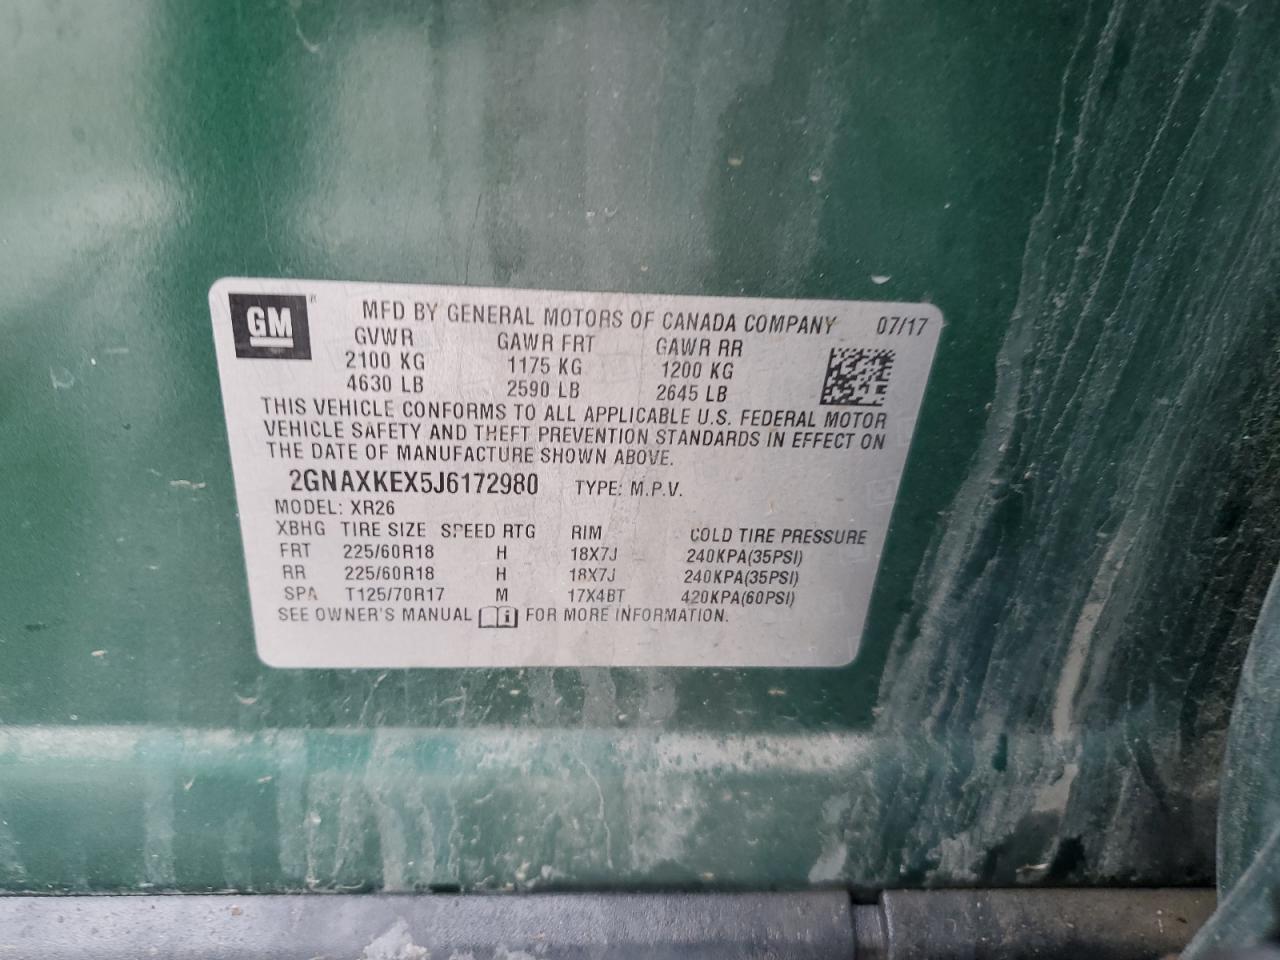 GM
MFD BY GENERAL MOTORS OF CANADA COMPANY 07/17
GVWR GAWR FRT GAWR RR
2100 KG 1175 KG 1200 KG
4630 LB 2590 LB 2645 LB
THIS VEHICLE CONFORMS TO ALL APPLICABLE U.S. FEDERAL MOTOR
VEHICLE SAFETY AND THEFT PREVENTION STANDARDS IN EFFECT ON
THE DATE OF MANUFACTURE SHOWN ABOVE.
2GNAXKEX5J6172980 TYPE: M.P.V.
MODEL: XR26
XBHG TIRE SIZE SPEED RTG RIM COLD TIRE PRESSURE
FRT 225/60R18 H 18X7J 240KPA(35PSI)
RR 225/60R18 H 18X7J 240KPA(35PSI)
SPA T125/70R17 M 17X4BT 420KPA(60PSI)
SEE OWNER'S MANUAL FOR MORE INFORMATION.